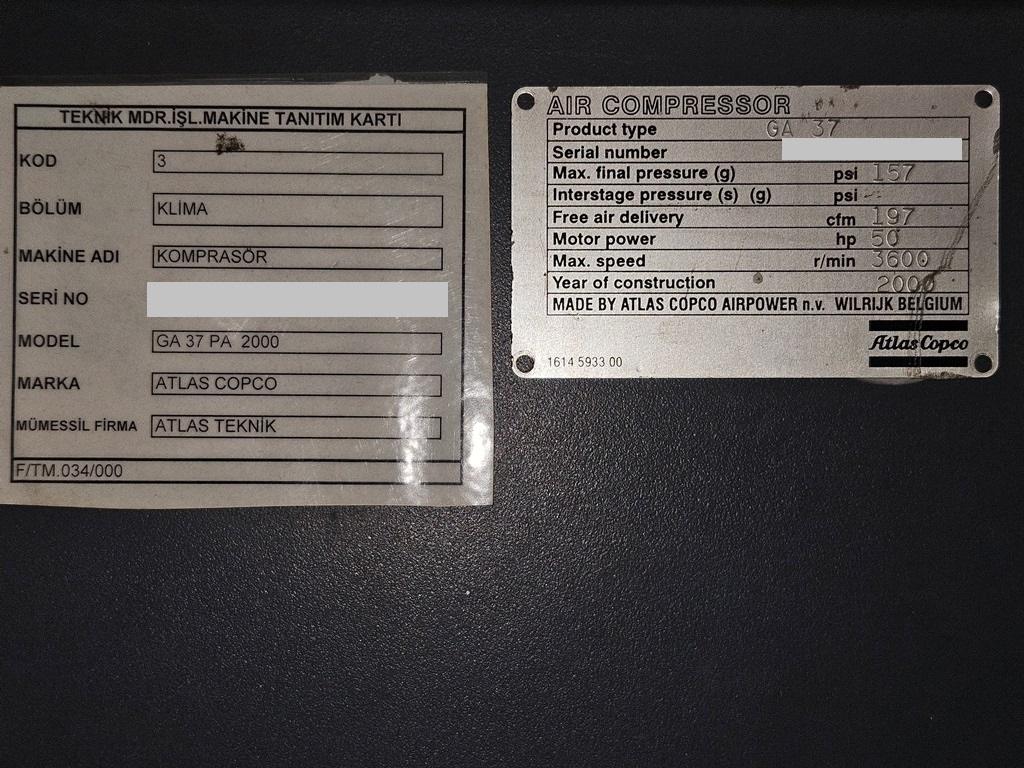 TEKNİK MDR.İŞL.MAKİNE TANITIM KARTI
KOD 3
BÖLÜM KLİMA
MAKİNE ADI KOMPRASÖR
SERİ NO
MODEL GA 37 PA 2000
MARKA ATLAS COPCO
MÜMESSİL FİRMA ATLAS TEKNİK
F/TM.034/000
AIR COMPRESSOR
Product type GA 37
Serial number
Max. final pressure (g) psi 157
Interstage pressure (s) (g) psi --
Free air delivery cfm 197
Motor power hp 50
Max. speed r/min 3600
Year of construction 2000
MADE BY ATLAS COPCO AIRPOWER n.v. WILRIJK BELGIUM
Atlas Copco
1614 5933 00